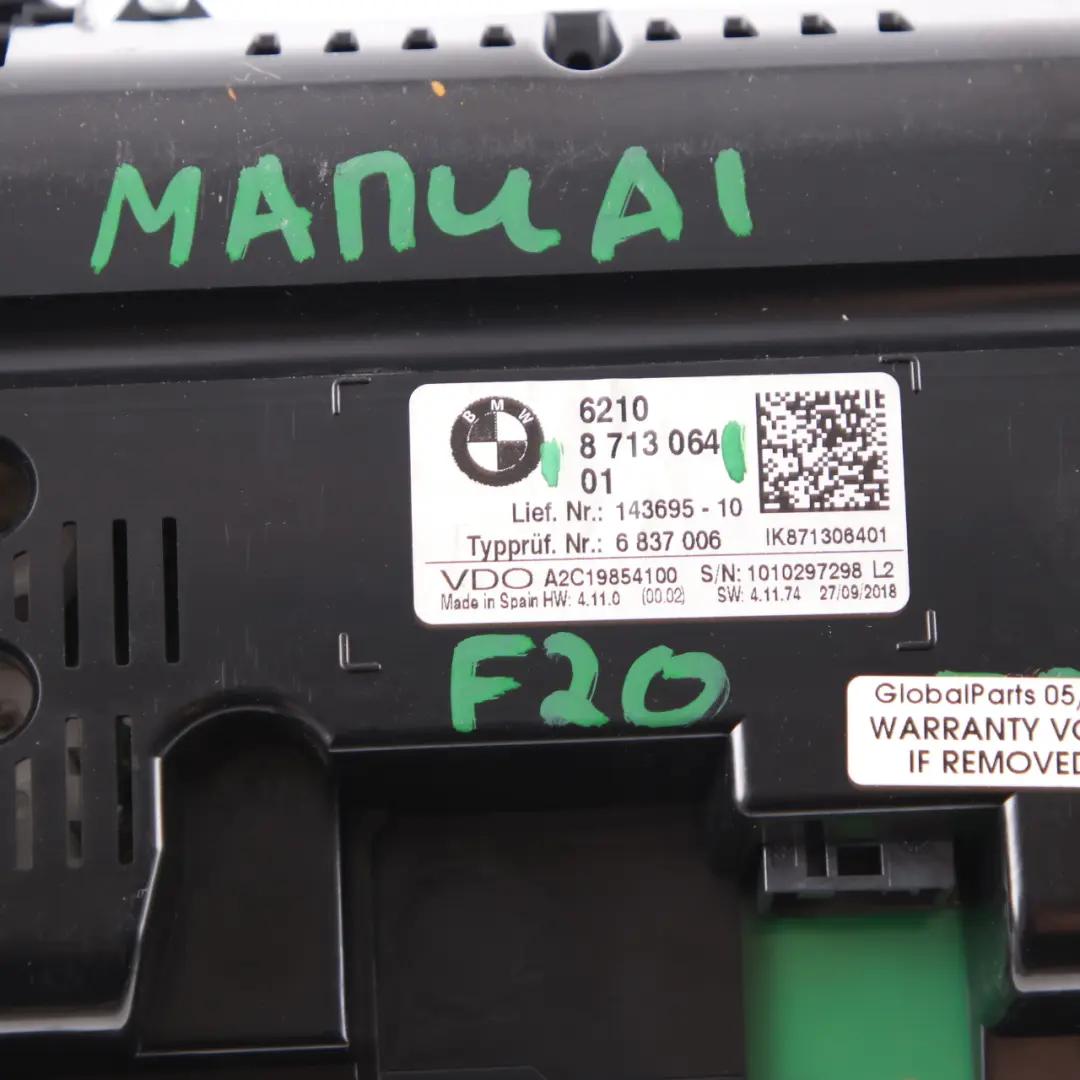 MANUAl
BMW
6210
8 713 064
01
Lief. Nr.: 143695 - 10
Typprüf. Nr.: 6 837 006
IK871306401
VDO A2C19854100 S/N: 1010297298 L2
Made in Spain HW: 4.11.0 (00.02) SW: 4.11.74 27/09/2018
F20
GlobalParts 05/
WARRANTY VO
IF REMOVED